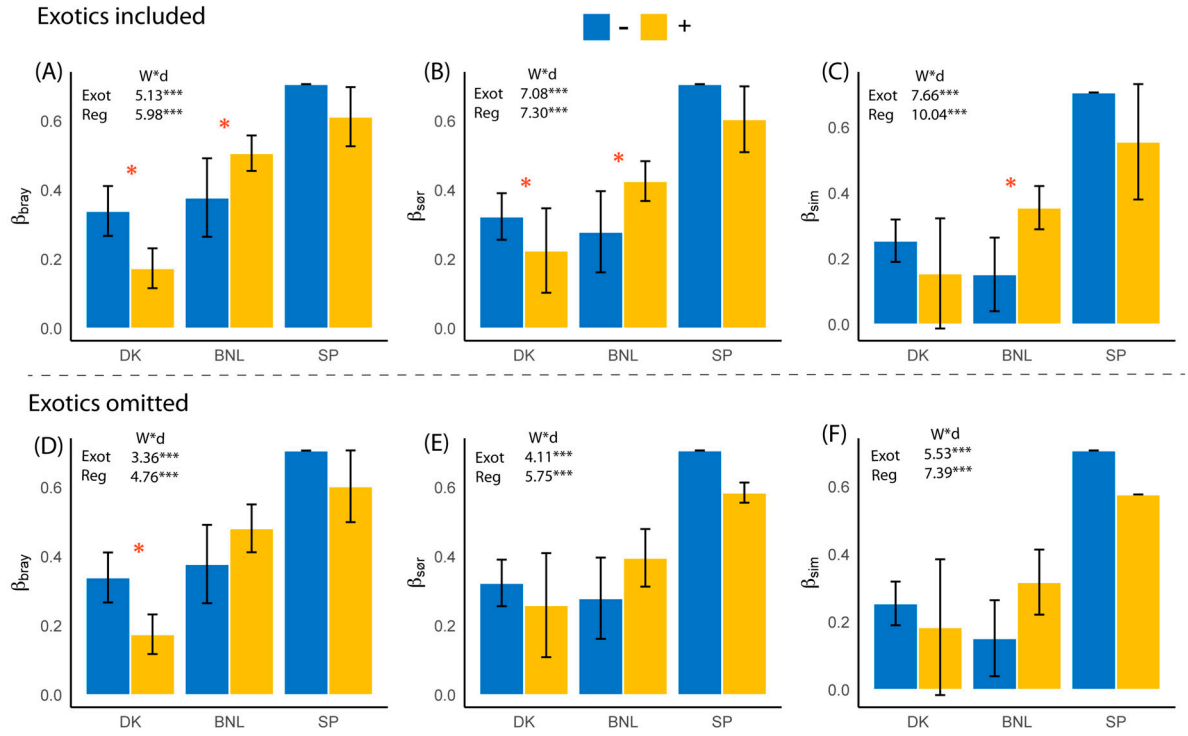 Exotics included
- +
(A)
W*d
Exot 5.13***
Reg 5.98***
*
*
βbray
0.6
0.4
0.2
0.0
DK BNL SP
(B)
W*d
Exot 7.08***
Reg 7.30***
*
*
βsør
0.6
0.4
0.2
0.0
DK BNL SP
(C)
W*d
Exot 7.66***
Reg 10.04***
*
βsim
0.6
0.4
0.2
0.0
DK BNL SP
Exotics omitted
(D)
W*d
Exot 3.36***
Reg 4.76***
*
βbray
0.6
0.4
0.2
0.0
DK BNL SP
(E)
W*d
Exot 4.11***
Reg 5.75***
βsør
0.6
0.4
0.2
0.0
DK BNL SP
(F)
W*d
Exot 5.53***
Reg 7.39***
βsim
0.6
0.4
0.2
0.0
DK BNL SP